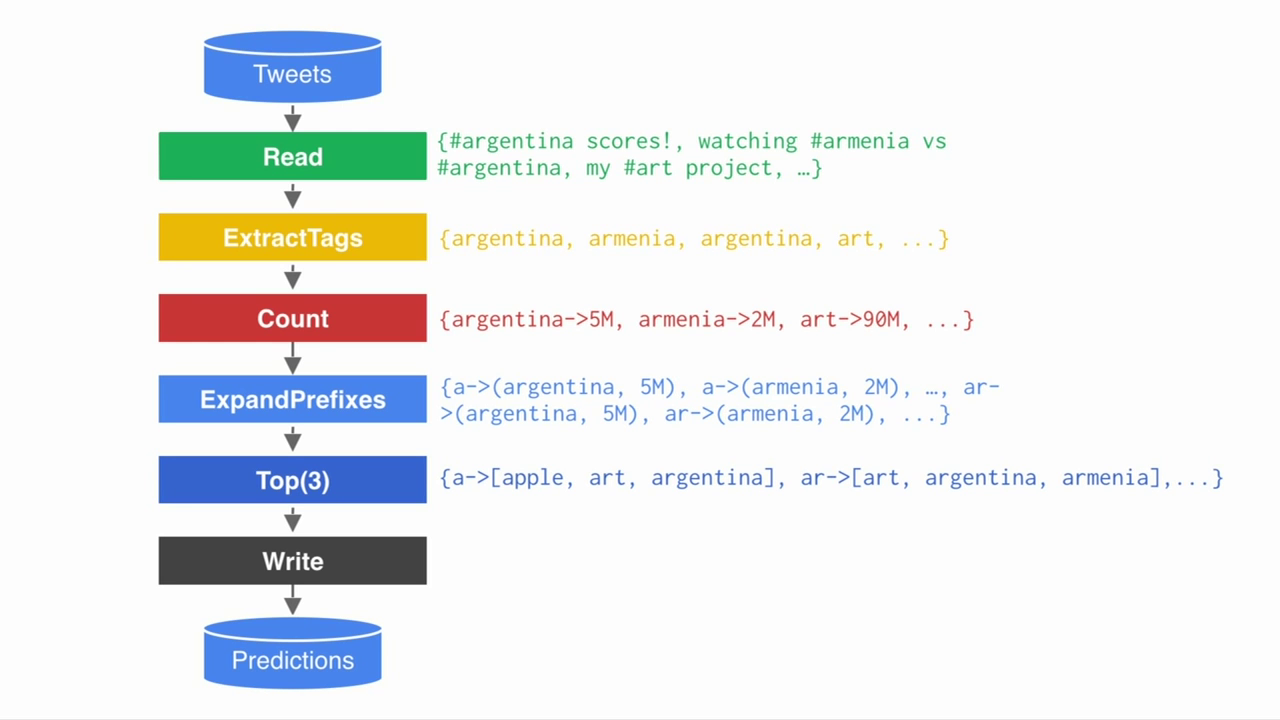 Tweets
Read
{#argentina scores!, watching #armenia vs
#argentina, my #art project, …}
ExtractTags
{argentina, armenia, argentina, art, ...}
Count
{argentina->5M, armenia->2M, art->90M, ...}
ExpandPrefixes
{a->(argentina, 5M), a->(armenia, 2M), …, ar-
>(argentina, 5M), ar->(armenia, 2M), ...}
Top(3)
{a->[apple, art, argentina], ar->[art, argentina, armenia],...}
Write
Predictions